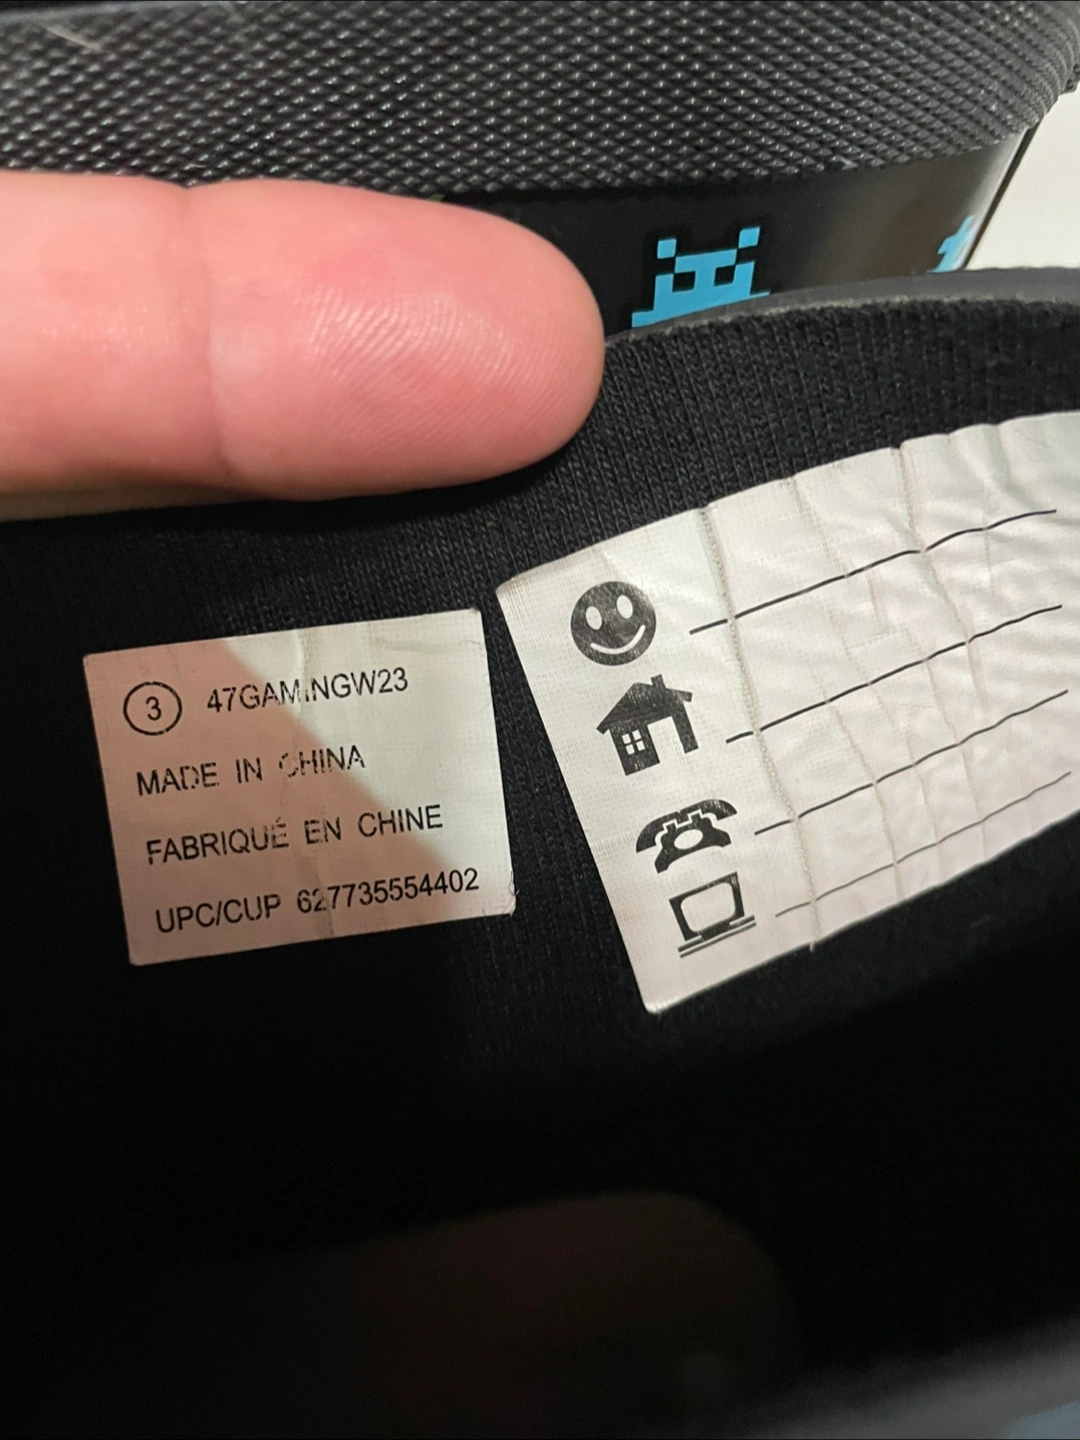 3 47GAMINGW23
MADE IN CHINA
FABRIQUÉ EN CHINE
UPC/CUP 627735554402